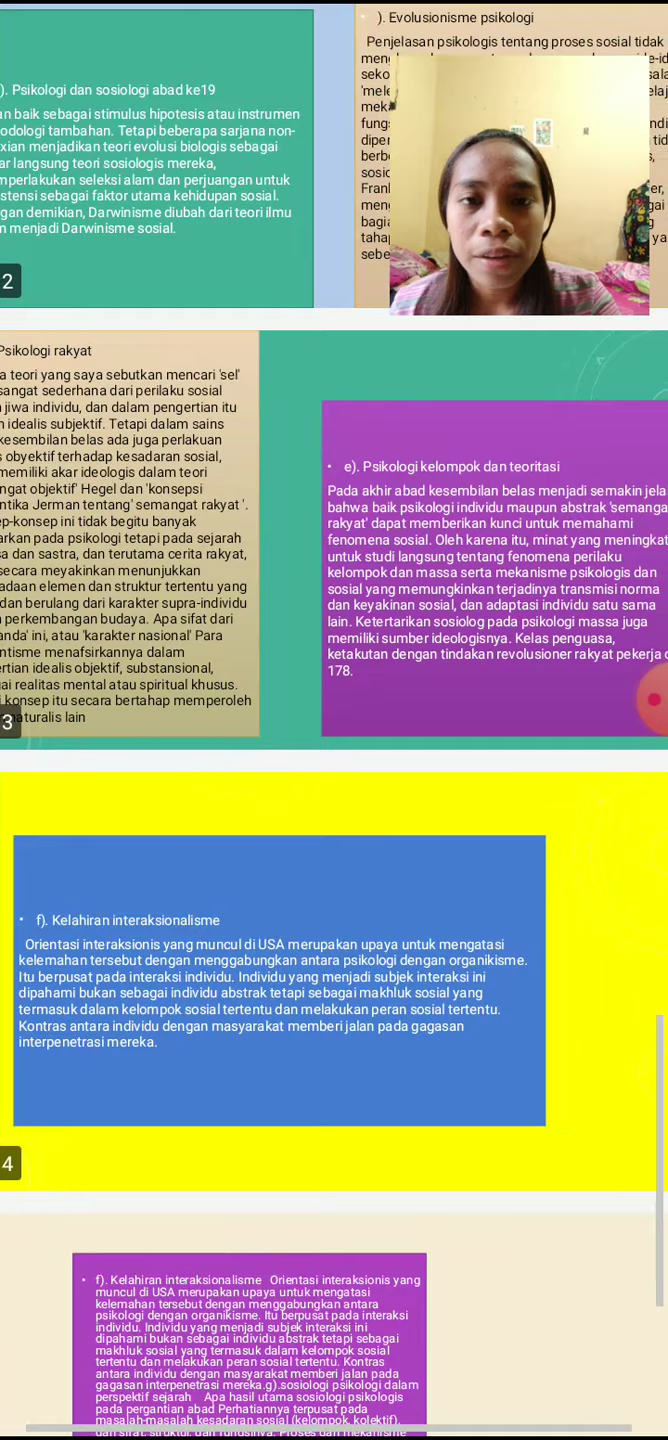 ). Psikologi dan sosiologi abad ke19
an baik sebagai stimulus hipotesis atau instrumen
odologi tambahan. Tetapi beberapa sarjana non-
xian menjadikan teori evolusi biologis sebagai
ar langsung teori sosiologis mereka,
mperlakukan seleksi alam dan perjuangan untuk
stensi sebagai faktor utama kehidupan sosial.
gan demikian, Darwinisme diubah dari teori ilmu
n menjadi Darwinisme sosial.
2
). Evolusionisme psikologi
Penjelasan psikologis tentang proses sosial tidak
Psikologi rakyat
a teori yang saya sebutkan mencari 'sel'
sangat sederhana dari perilaku sosial
jiwa individu, dan dalam pengertian itu
idealis subjektif. Tetapi dalam sains
kesembilan belas ada juga perlakuan
obyektif terhadap kesadaran sosial,
memiliki akar ideologis dalam teori
ngat objektif' Hegel dan 'konsepsi
ntika Jerman tentang' semangat rakyat '.
ep-konsep ini tidak begitu banyak
arkan pada psikologi tetapi pada sejarah
sa dan sastra, dan terutama cerita rakyat,
secara meyakinkan menunjukkan
adaan elemen dan struktur tertentu yang
dan berulang dari karakter supra-individu
perkembangan budaya. Apa sifat dari
anda' ini, atau 'karakter nasional' Para
ntisme menafsirkannya dalam
ertian idealis objektif, substansional,
ai realitas mental atau spiritual khusus.
i konsep itu secara bertahap memperoleh
naturalis lain
3
• e). Psikologi kelompok dan teoritasi
Pada akhir abad kesembilan belas menjadi semakin jela
bahwa baik psikologi individu maupun abstrak 'semanga
rakyat' dapat memberikan kunci untuk memahami
fenomena sosial. Oleh karena itu, minat yang meningkat
untuk studi langsung tentang fenomena perilaku
kelompok dan massa serta mekanisme psikologis dan
sosial yang memungkinkan terjadinya transmisi norma
dan keyakinan sosial, dan adaptasi individu satu sama
lain. Ketertarikan sosiolog pada psikologi massa juga
memiliki sumber ideologisnya. Kelas penguasa,
ketakutan dengan tindakan revolusioner rakyat pekerja
178.
• f). Kelahiran interaksionalisme
Orientasi interaksionis yang muncul di USA merupakan upaya untuk mengatasi
kelemahan tersebut dengan menggabungkan antara psikologi dengan organikisme.
Itu berpusat pada interaksi individu. Individu yang menjadi subjek interaksi ini
dipahami bukan sebagai individu abstrak tetapi sebagai makhluk sosial yang
termasuk dalam kelompok sosial tertentu dan melakukan peran sosial tertentu.
Kontras antara individu dengan masyarakat memberi jalan pada gagasan
interpenetrasi mereka.
4
• f). Kelahiran interaksionalisme Orientasi interaksionis yang
muncul di USA merupakan upaya untuk mengatasi
kelemahan tersebut dengan menggabungkan antara
psikologi dengan organikisme. Itu berpusat pada interaksi
individu. Individu yang menjadi subjek interaksi ini
dipahami bukan sebagai individu abstrak tetapi sebagai
makhluk sosial yang termasuk dalam kelompok sosial
tertentu dan melakukan peran sosial tertentu. Kontras
antara individu dengan masyarakat memberi jalan pada
gagasan interpenetrasi mereka.g).sosiologi psikologi dalam
perspektif sejarah Apa hasil utama sosiologi psikologis
pada pergantian abad Perhatiannya terpusat pada
masalah-masalah kesadaran sosial (kelompok, kolektif),